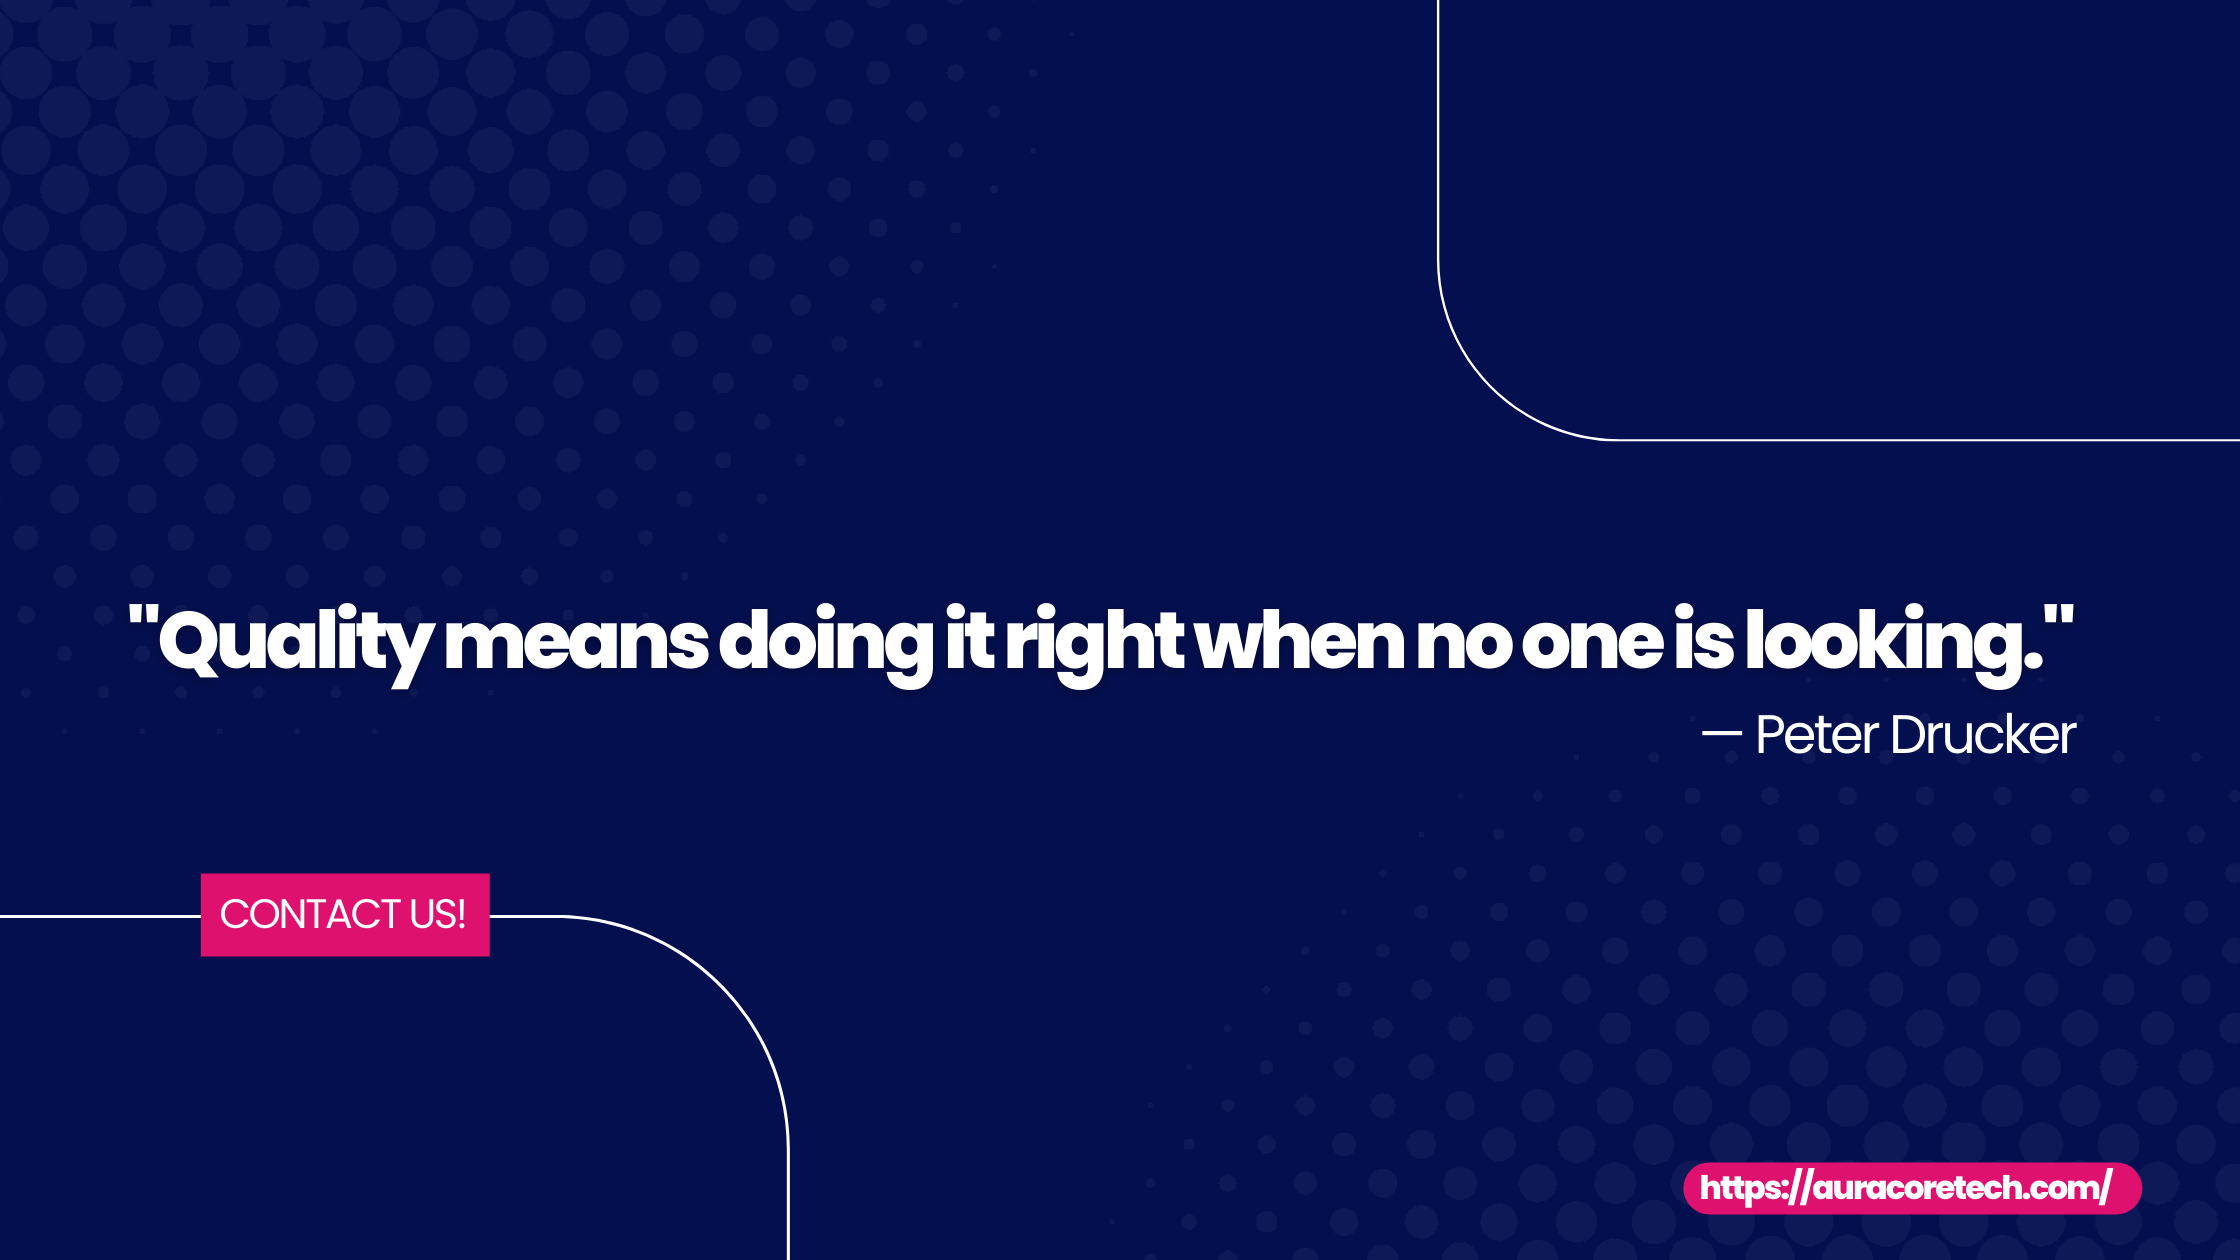 "Quality means doing it right when no one is looking."
— Peter Drucker
CONTACT US!
https://auracoretech.com/